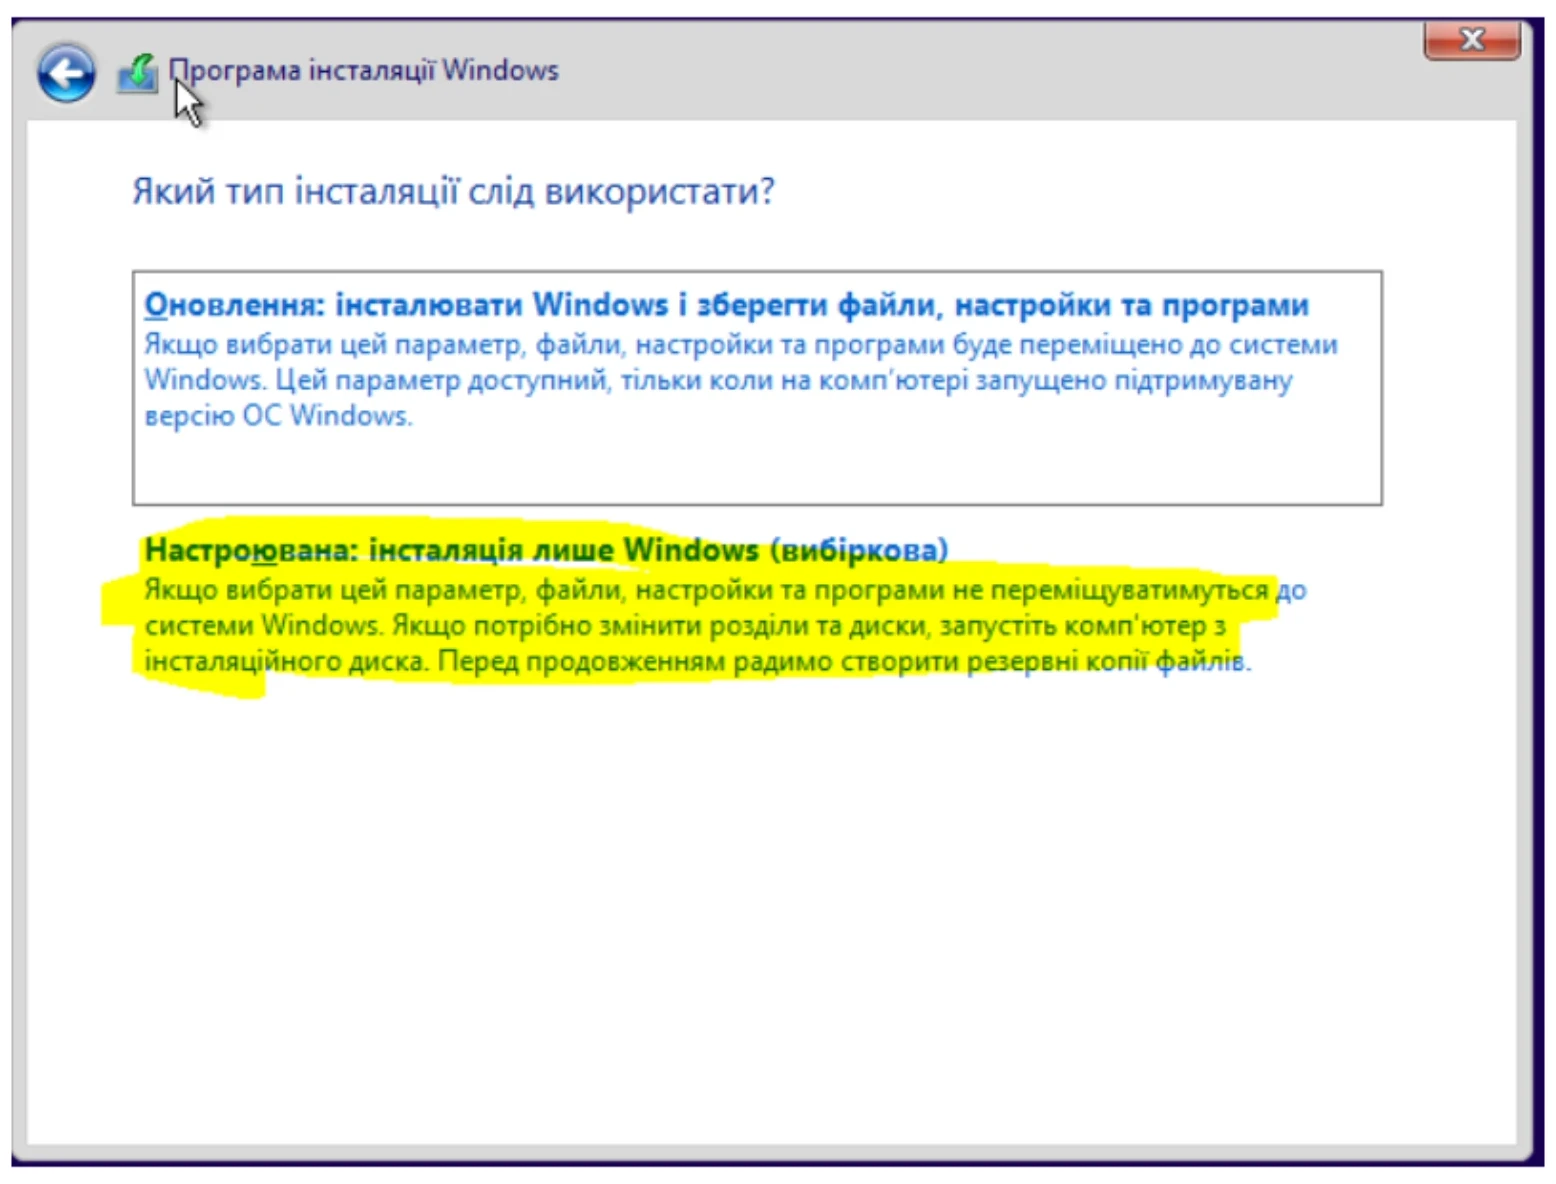 Програма інсталяції Windows
Який тип інсталяції слід використати?
Оновлення: інсталювати Windows і зберегти файли, настройки та програми
Якщо вибрати цей параметр, файли, настройки та програми буде переміщено до системи
Windows. Цей параметр доступний, тільки коли на комп'ютері запущено підтримувану
версію ОС Windows.
Настроювана: інсталяція лише Windows (вибіркова)
Якщо вибрати цей параметр, файли, настройки та програми не переміщуватимуться до
системи Windows. Якщо потрібно змінити розділи та диски, запустіть комп'ютер з
інсталяційного диска. Перед продовженням радимо створити резервні копії файлів.